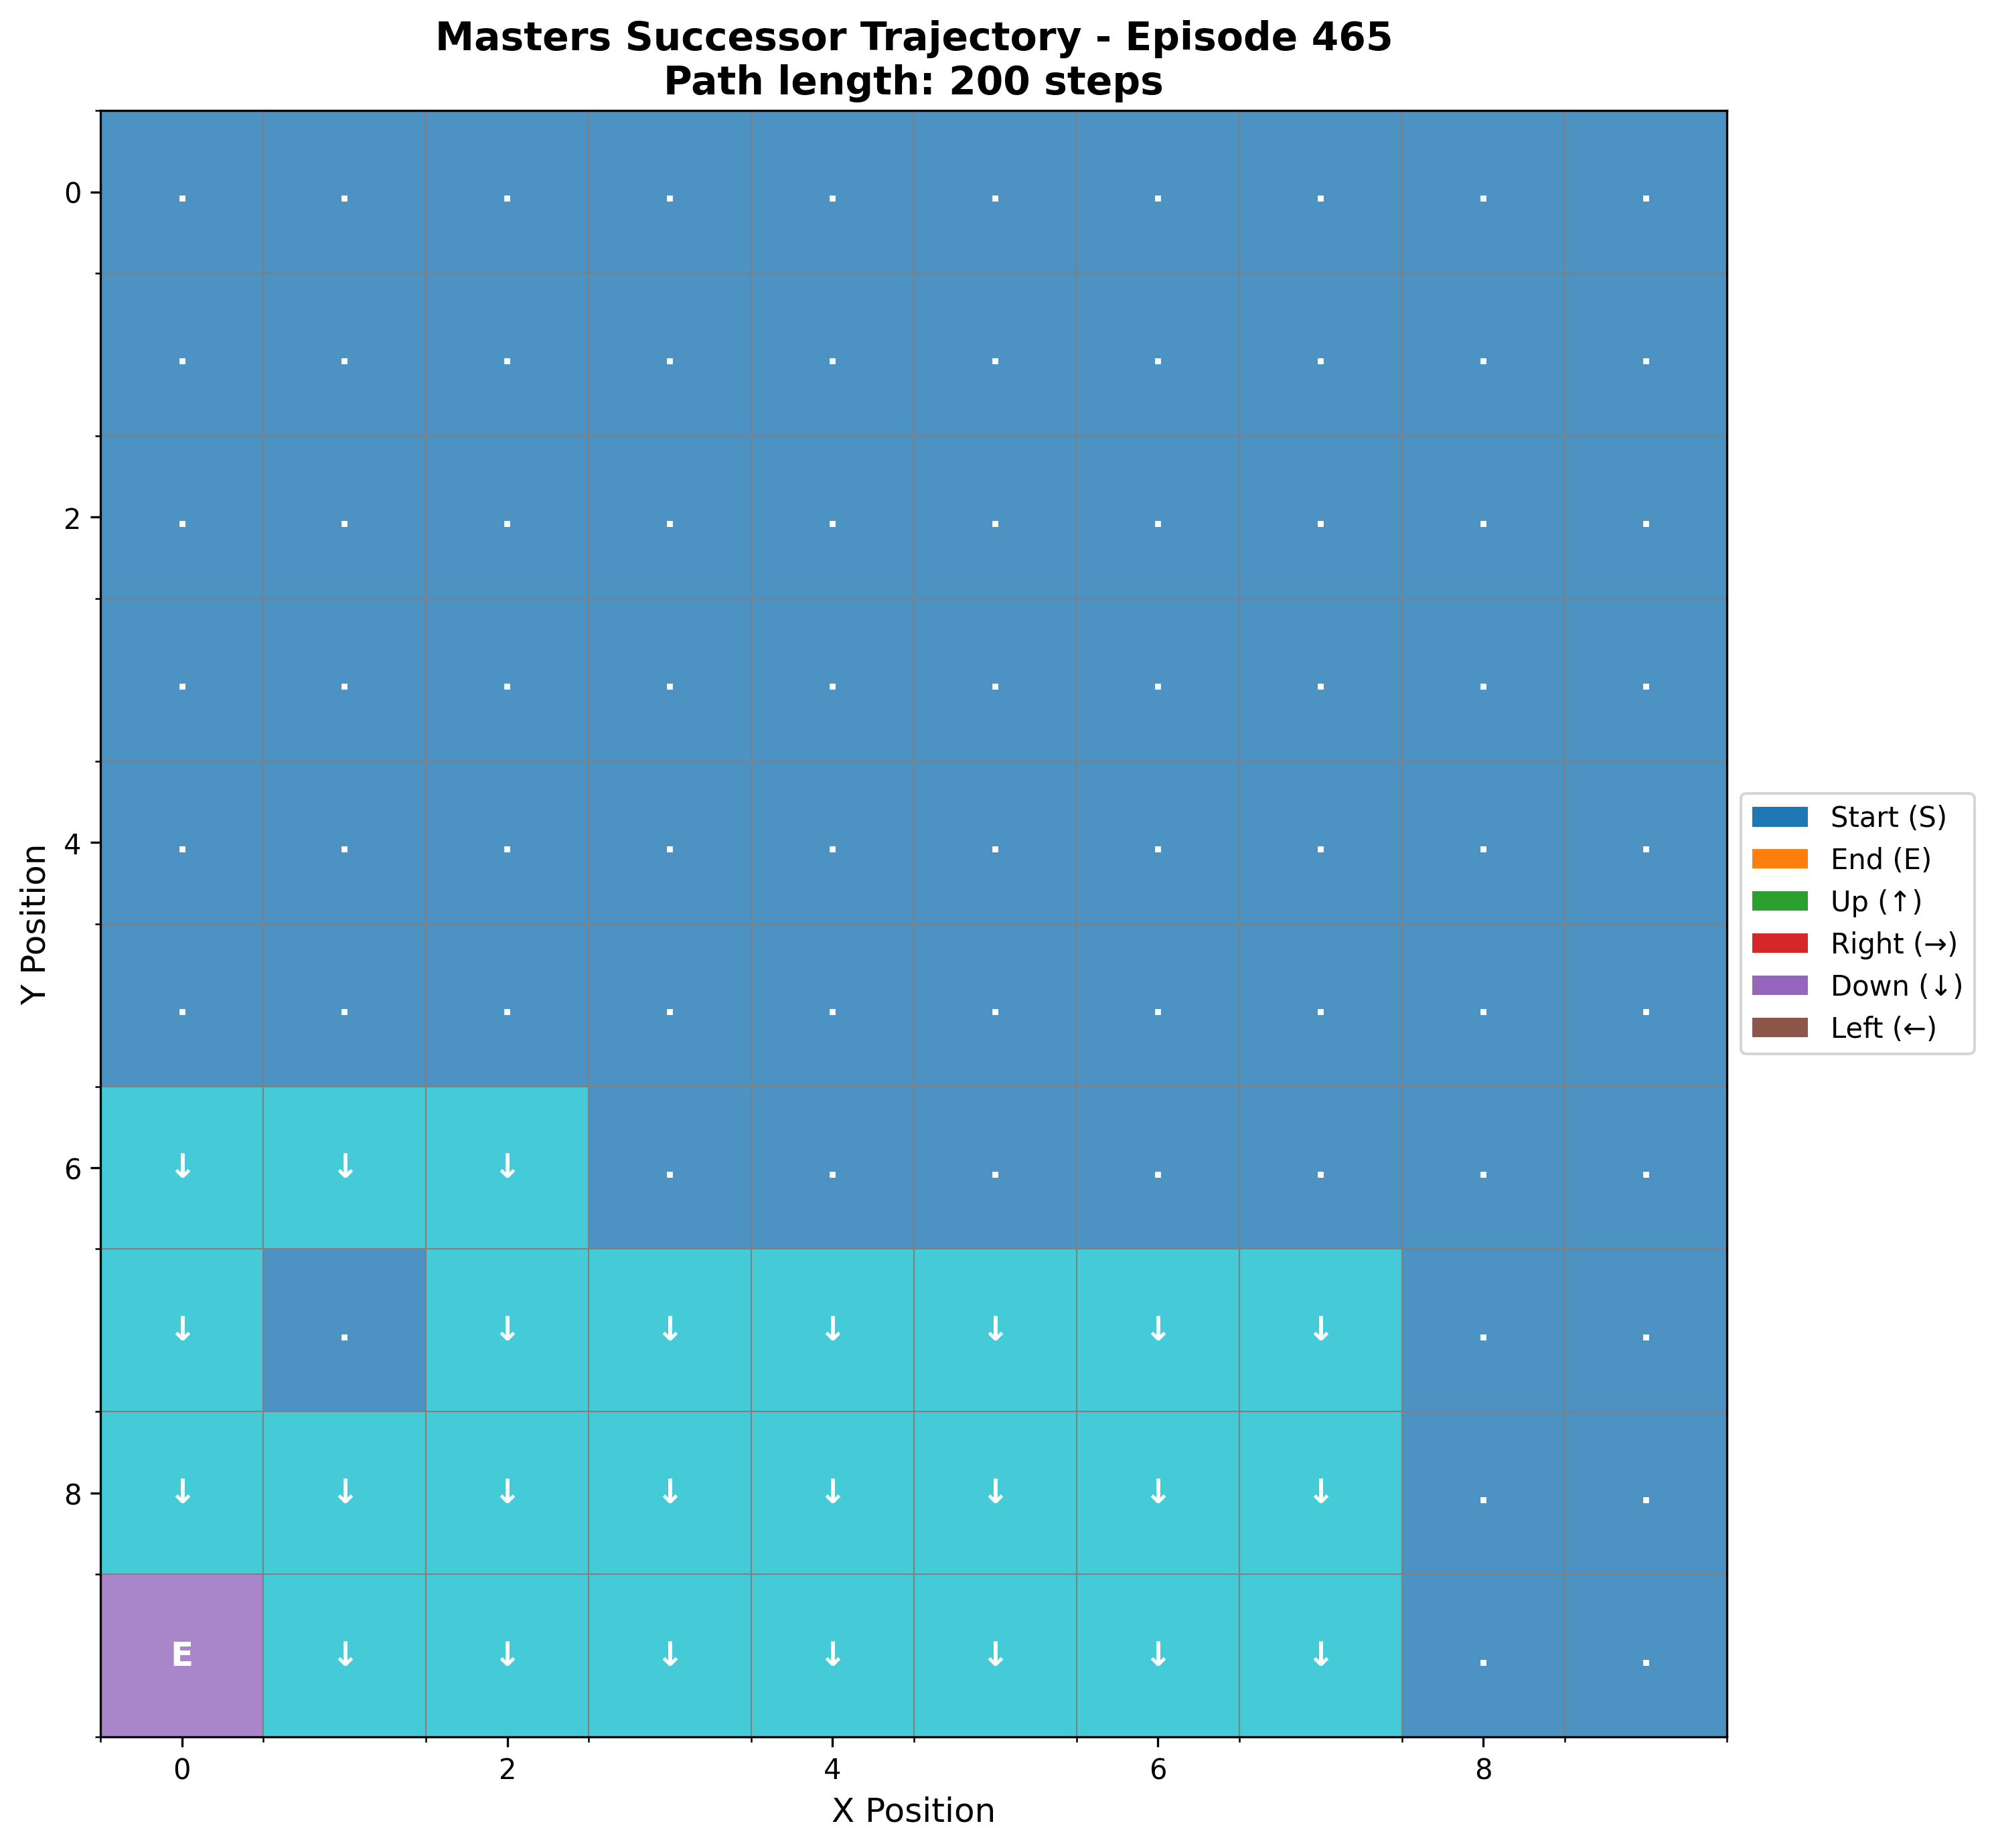 Masters Successor Trajectory - Episode 465
Path length: 200 steps
0 . . . . . . . . . .
. . . . . . . . . .
2 . . . . . . . . . .
. . . . . . . . . .
4 . . . . . . . . . .
. . . . . . . . . .
6 ↓ ↓ ↓ . . . . . . .
↓ . ↓ ↓ ↓ ↓ ↓ ↓ . .
8 ↓ ↓ ↓ ↓ ↓ ↓ ↓ ↓ . .
E ↓ ↓ ↓ ↓ ↓ ↓ ↓ . .
0 2 4 6 8
X Position
Y Position
Start (S)
End (E)
Up (↑)
Right (→)
Down (↓)
Left (←)